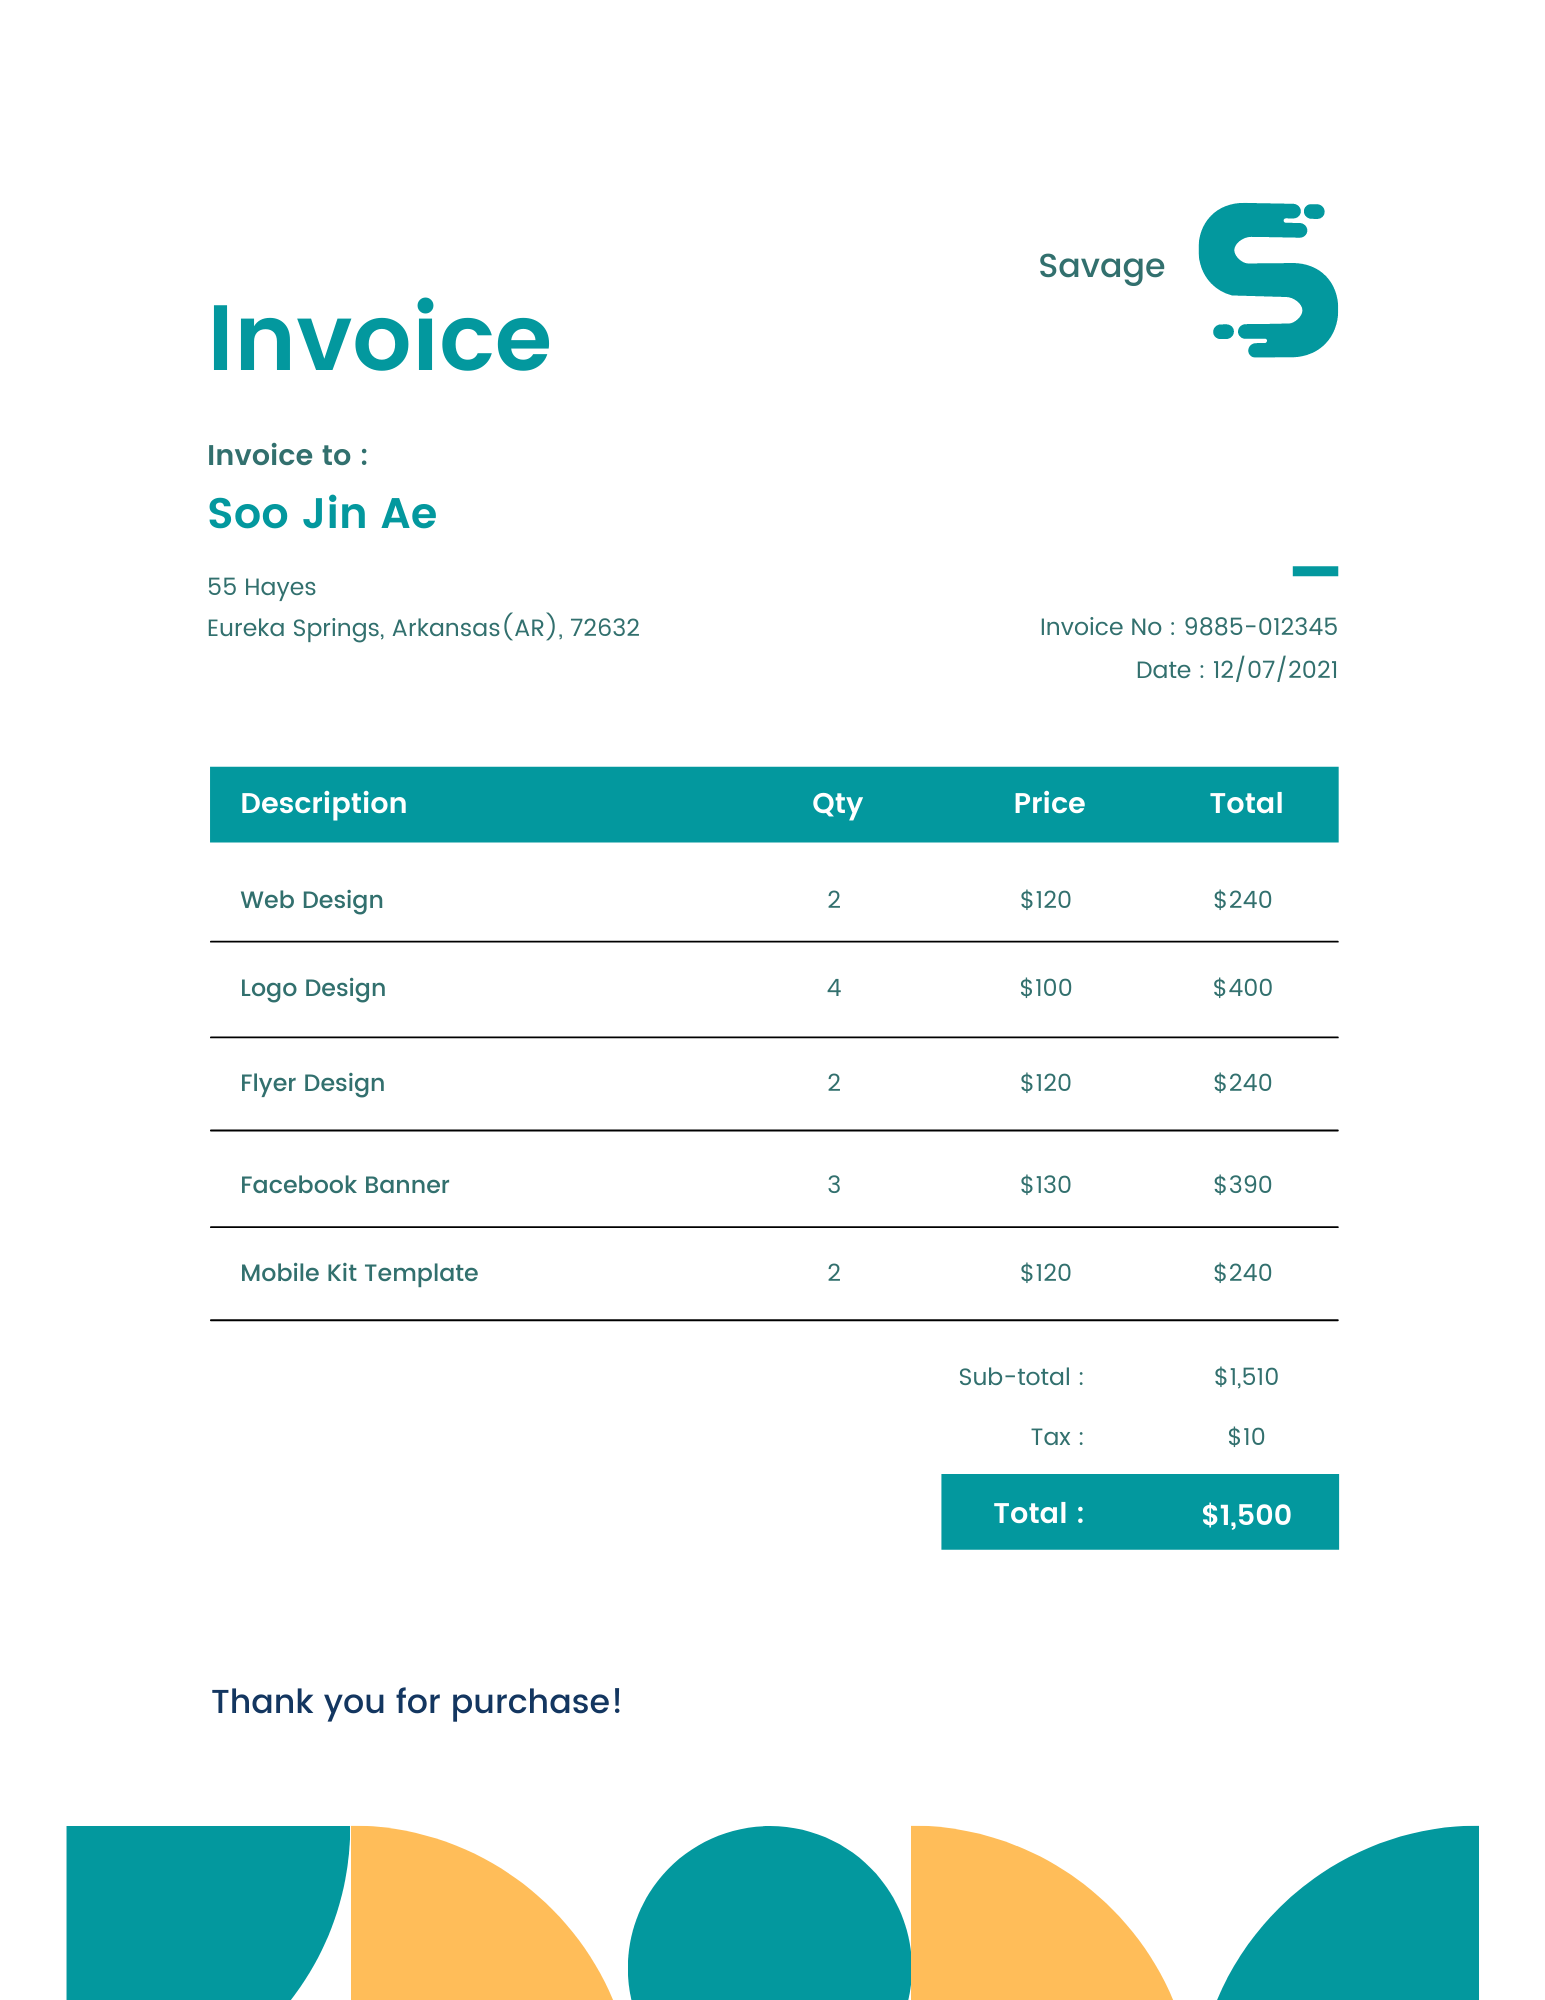 Savage
Invoice
Invoice to :
Soo Jin Ae
55 Hayes
Eureka Springs, Arkansas(AR), 72632
Invoice No : 9885-012345
Date : 12/07/2021
Description Qty Price Total
Web Design 2 $120 $240
Logo Design 4 $100 $400
Flyer Design 2 $120 $240
Facebook Banner 3 $130 $390
Mobile Kit Template 2 $120 $240
Sub-total : $1,510
Tax : $10
Total : $1,500
Thank you for purchase!